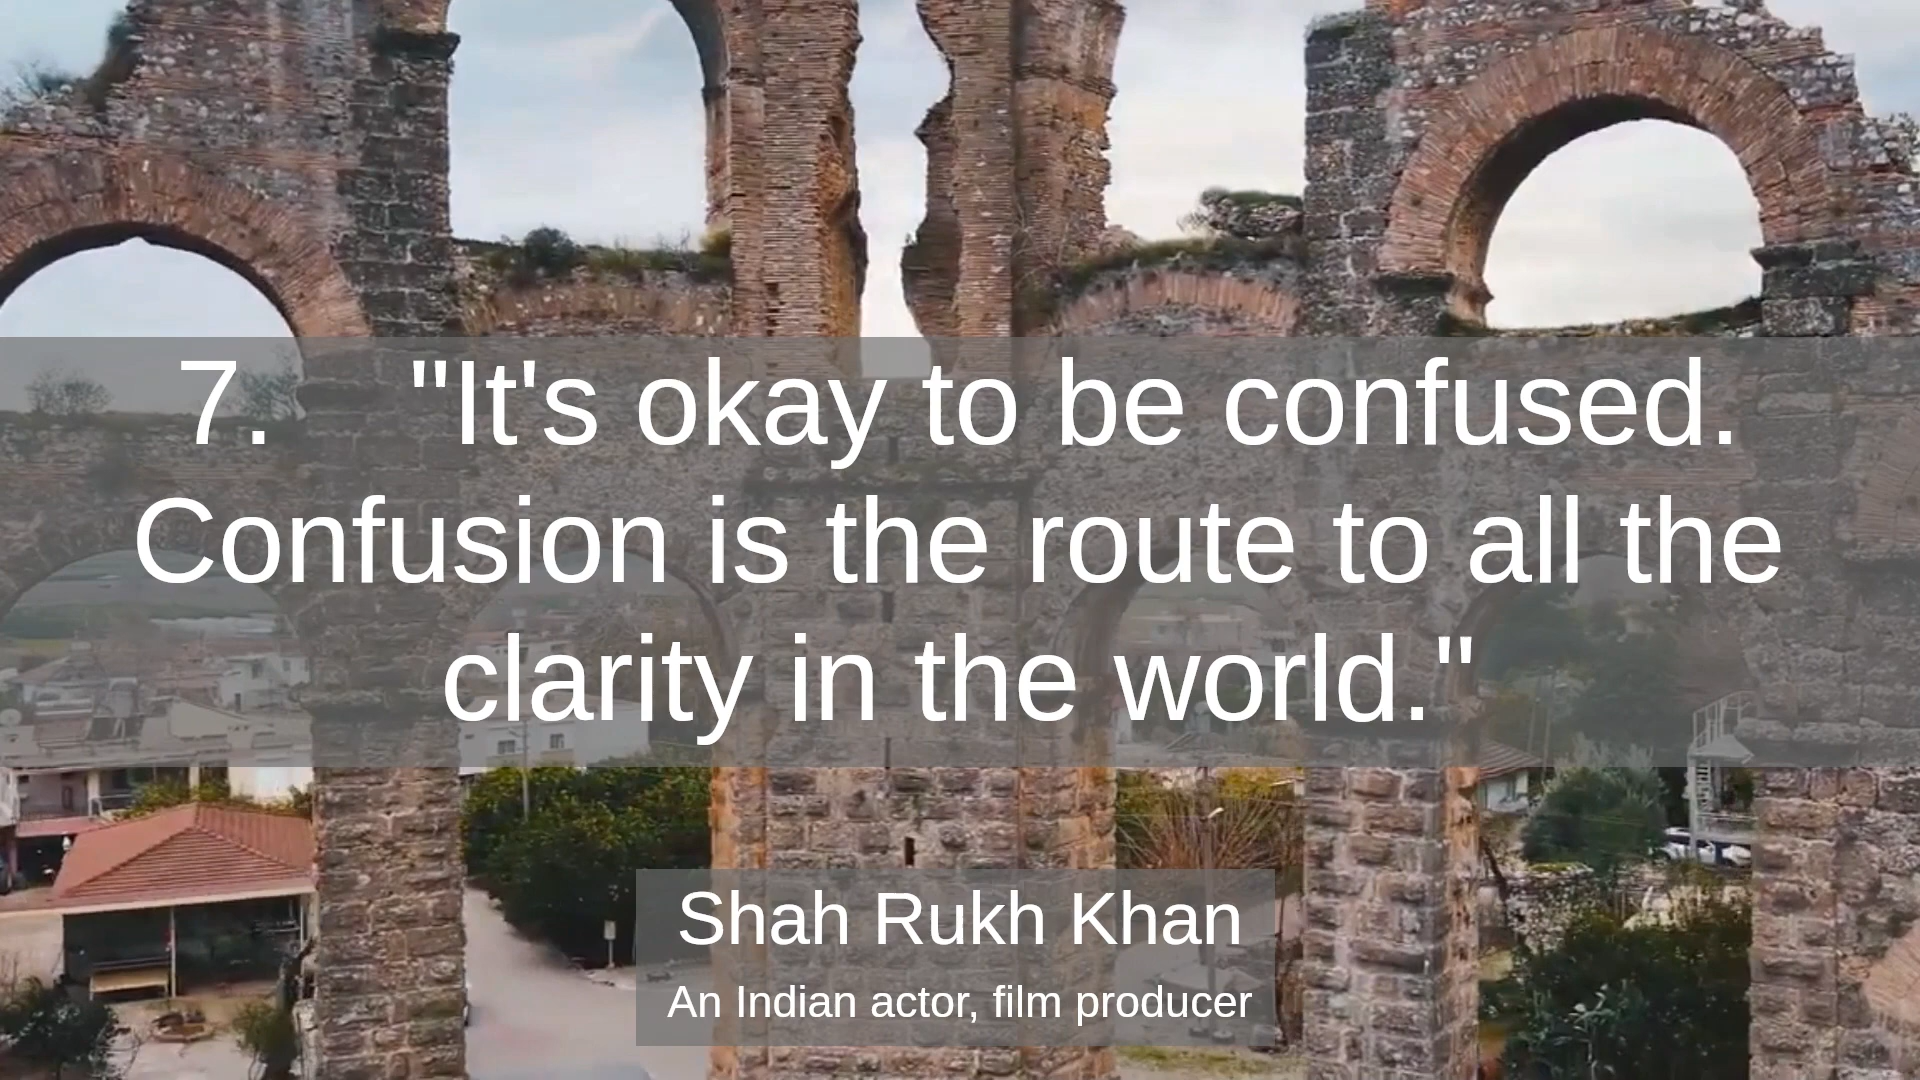 7. "It's okay to be confused.
Confusion is the route to all the
clarity in the world."
Shah Rukh Khan
An Indian actor, film producer